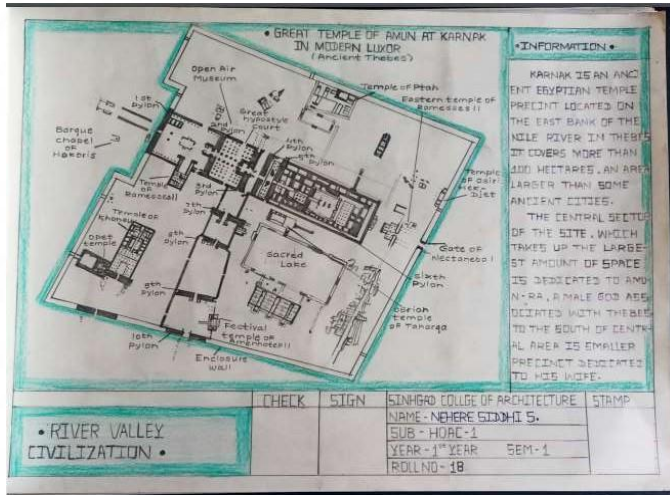 • GREAT TEMPLE OF AMUN AT KARNAK
IN MODERN LUXOR
(Ancient Thebes)
Open Air
Museum
1st
pylon
Barque
chapel
of
Hakoris
Great
hypostyle
Court
2nd
Pylon
4th
Pylon
5th
Pylon
Temple of Ptah
Eastern temple of
Ramesses II
Temple
of Osiris
Heq-
Djet
Temple of
3rd
Pylon
7th
Pylon
Temple of
Khonsu
Opet
temple
8th
pylon
Sacred
Lake
Gate of
Nectanebo I
Sixth
Pylon
temple
of Taharqa
9th
pylon
10th
pylon
Festival
temple of
Amenhotep II
Enclosure
Wall
• INFORMATION •
KARNAK IS AN ANCI
ENT EGYPTIAN TEMPLE
PRECINT LOCATED ON
THE EAST BANK OF THE
NILE RIVER IN THEBES
IT COVERS MORE THAN
100 HECTARES. AN AREA
LARGER THAN SOME
ANCIENT CITIES.
THE CENTRAL SECTO
OF THE SITE, WHICH
TAKES UP THE LARGE-
ST AMOUNT OF SPACE
IS DEDICATED TO AMU
N-RA, A MALE GOD ASS
OCIATED WITH THEBES
TO THE SOUTH OF CENTR-
AL AREA IS SMALLER
PRECINCT DEDICATED
TO HIS WIFE.
• RIVER VALLEY
CIVILIZATION •
CHECK
SIGN
SINHGAD COLLGE OF ARCHITECTURE
STAMP
NAME - NEHERE SIDDHI S.
SUB - HOAC-1
YEAR - 1ST YEAR SEM-1
ROLL NO - 18